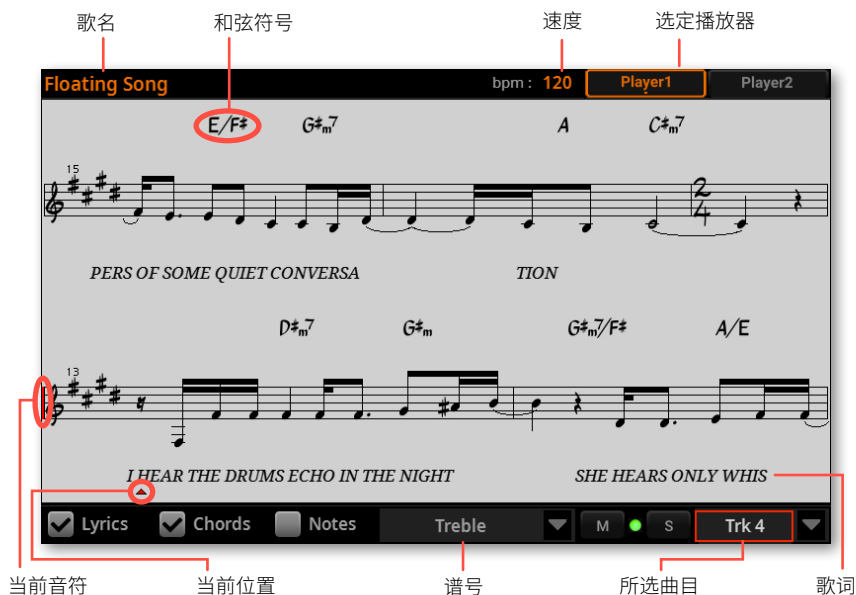 歌名 和弦符号 速度 选定播放器
Floating Song bpm : 120 Player1 Player2
E/F# G#m7 A C#m7
15
2
4
PERS OF SOME QUIET CONVERSA TION
D#m7 G#m G#m7/F# A/E
13
I HEAR THE DRUMS ECHO IN THE NIGHT SHE HEARS ONLY WHIS
Lyrics Chords Notes Treble M S Trk 4
当前音符 当前位置 谱号 所选曲目 歌词